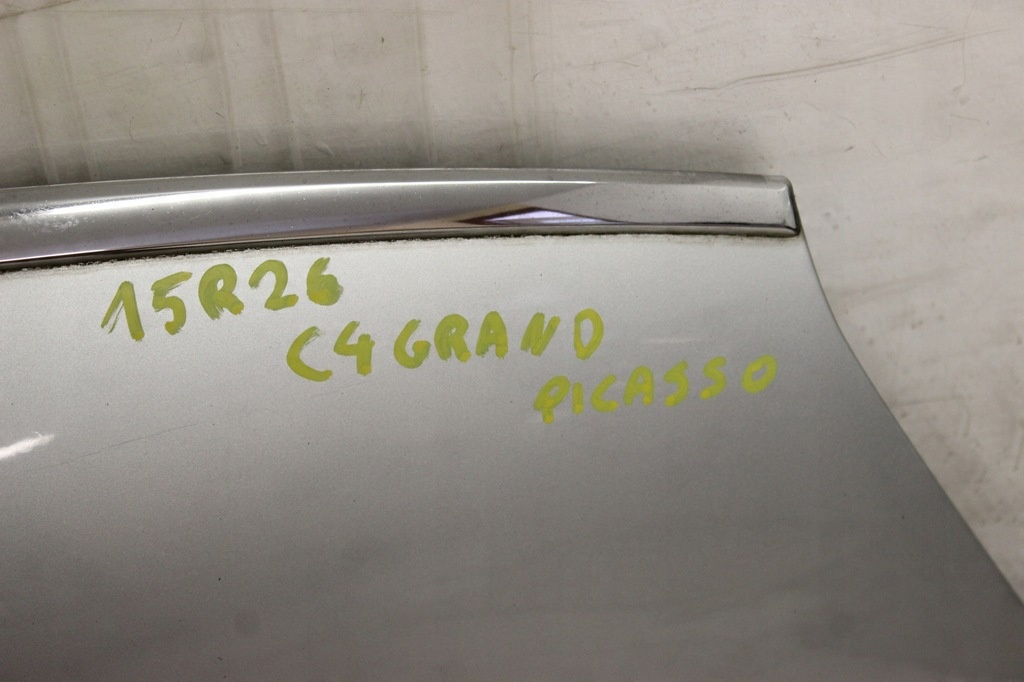 15R26
C4 GRAND
PICASSO